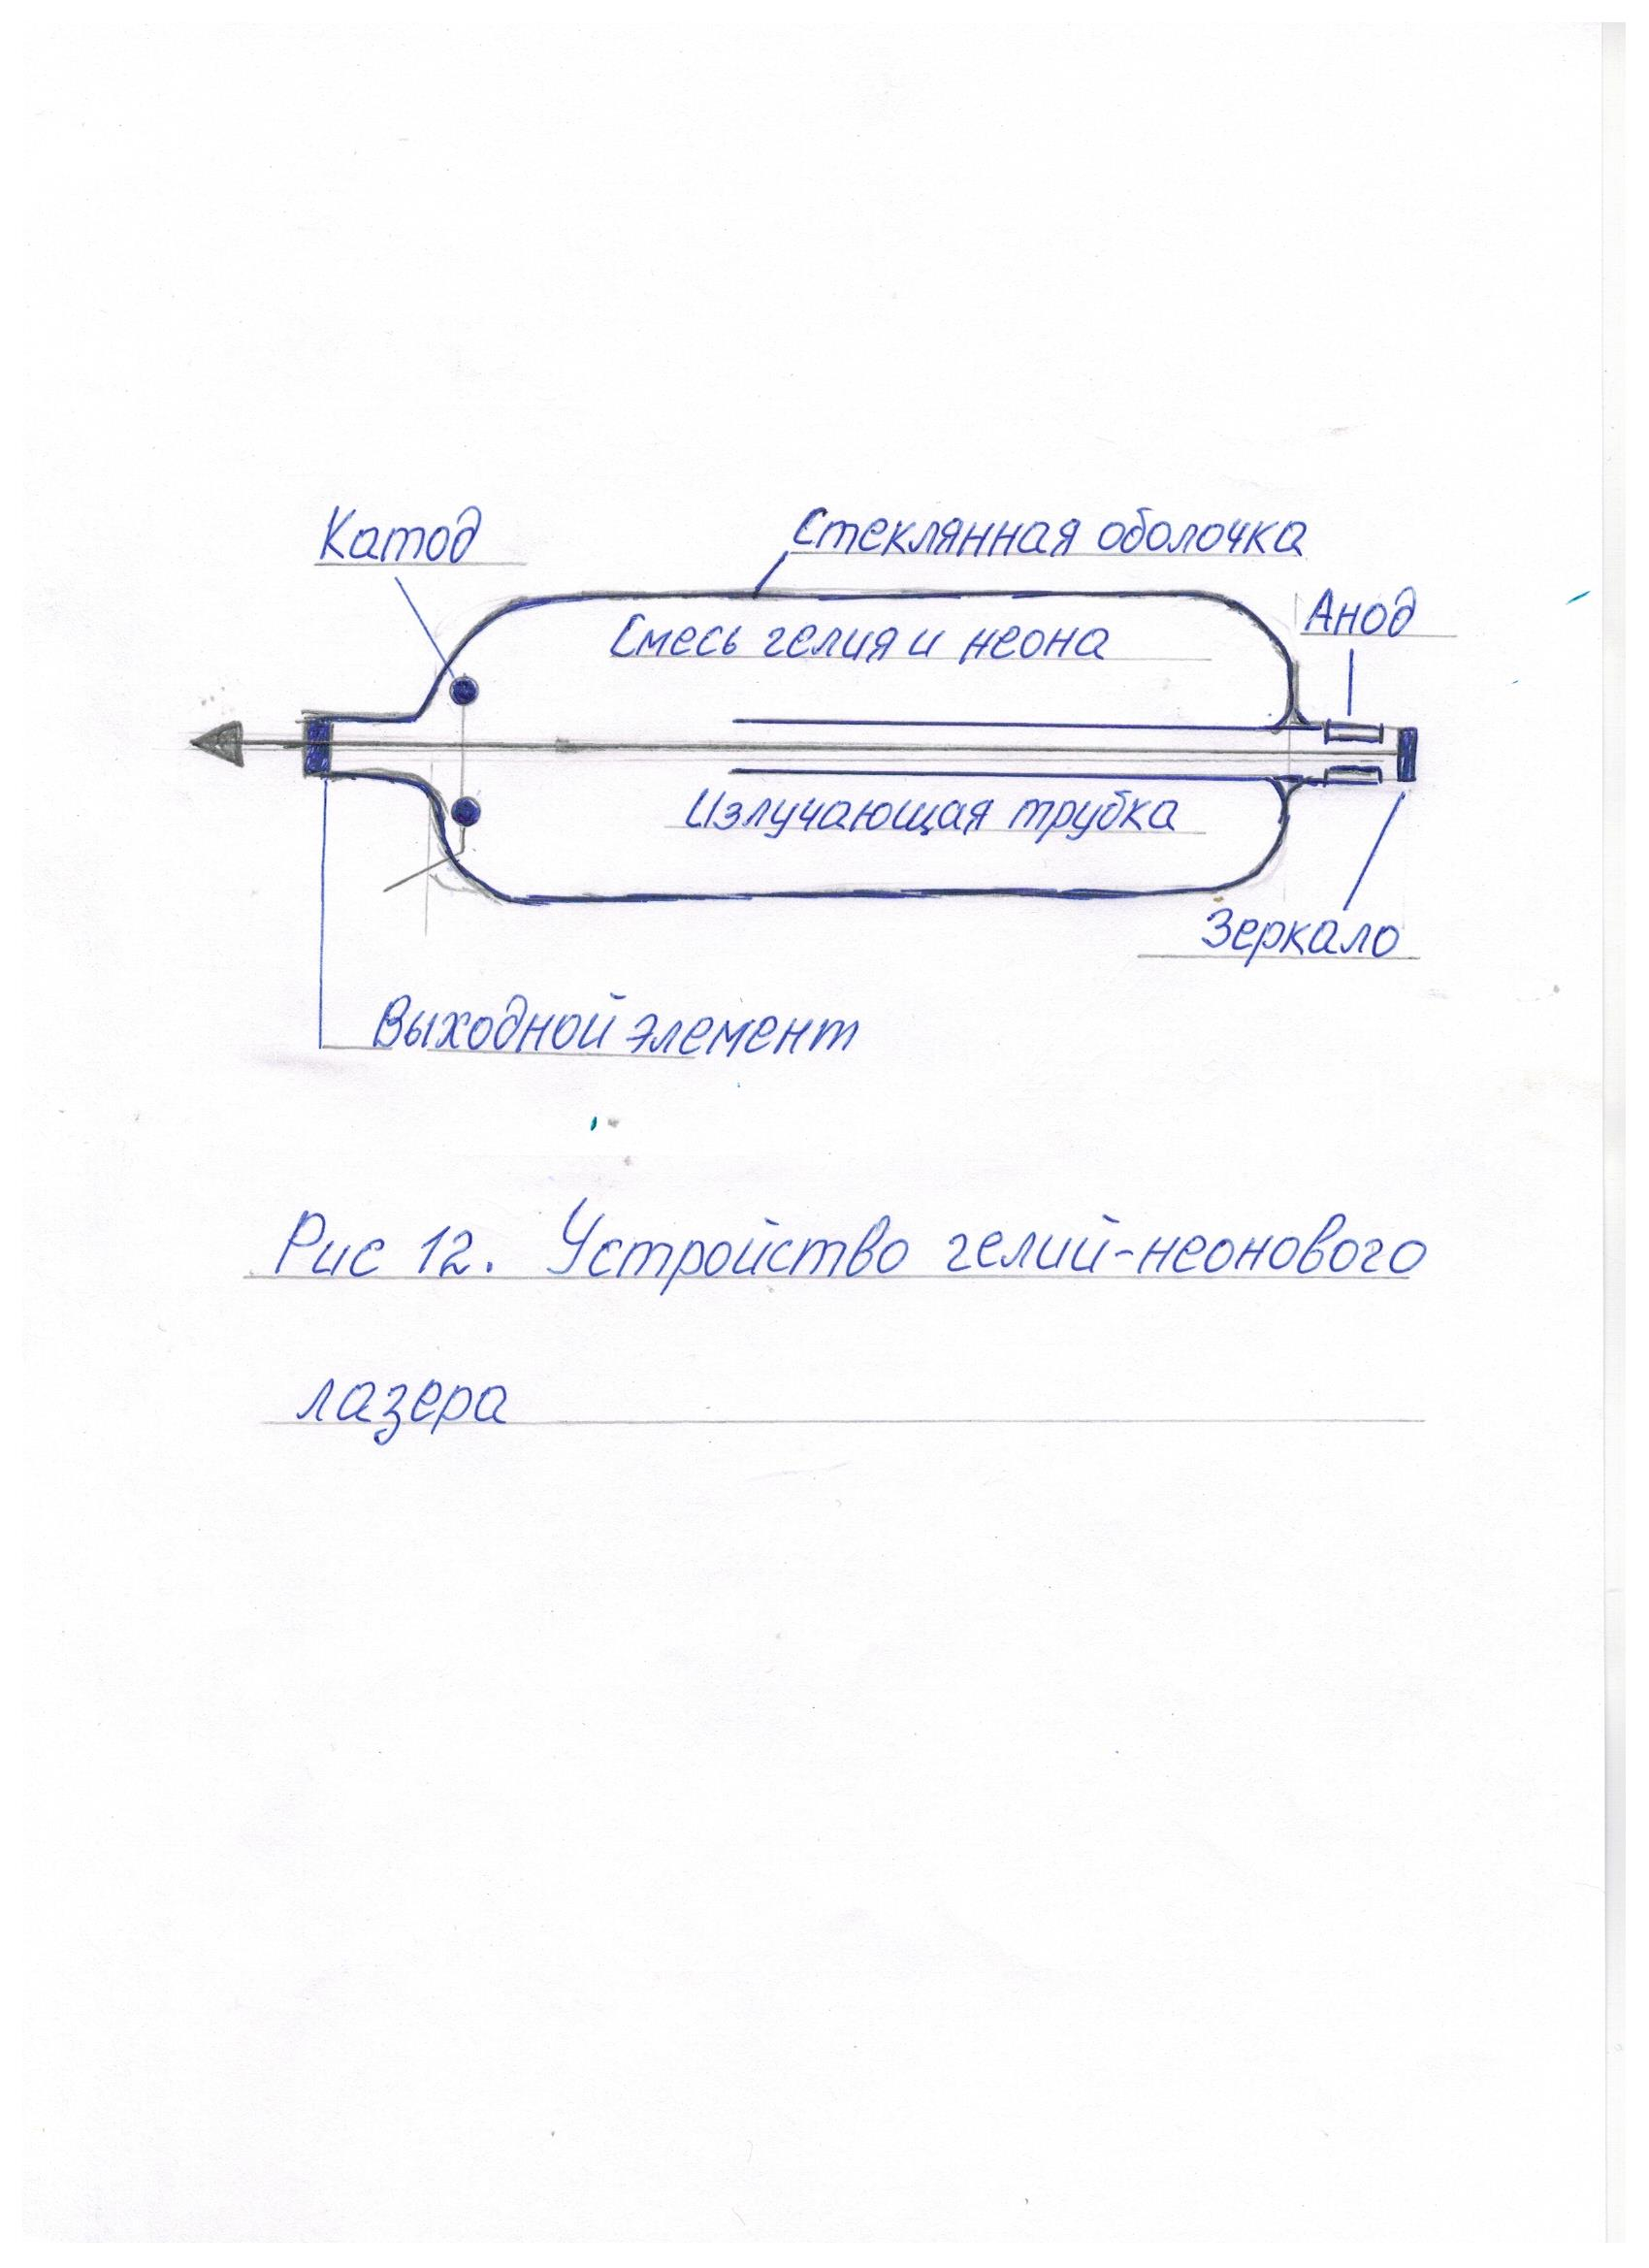 Катод
Стеклянная оболочка
Анод
Смесь гелия и неона
Излучающая трубка
Зеркало
Выходной элемент
Рис 12. Устройство гелий-неонового
лазера